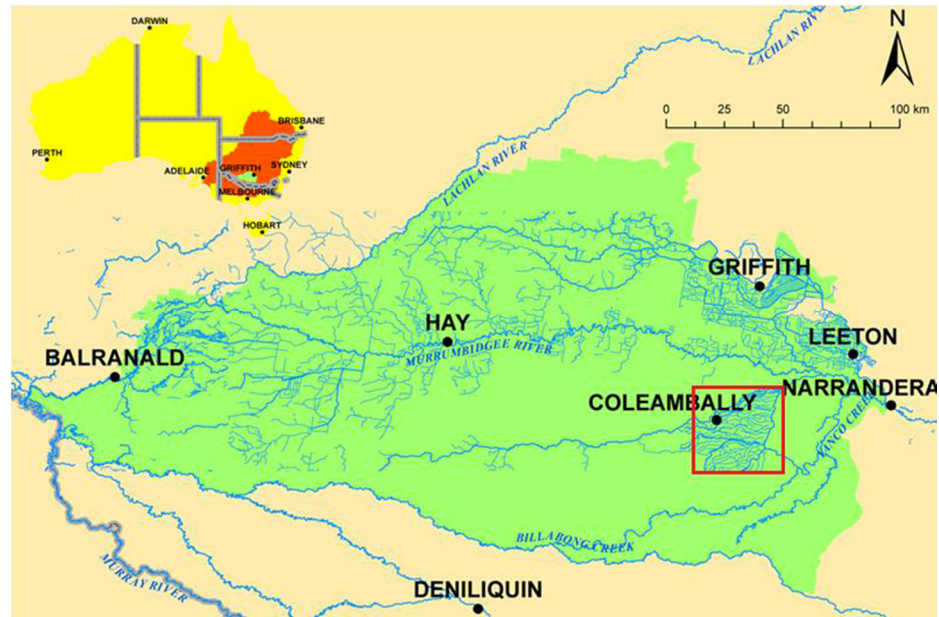 DARWIN
BRISBANE
PERTH
ADELAIDE
GRIFFITH
SYDNEY
MELBOURNE
HOBART
N
0 25 50 100 km
LACHLAN RIVER
LACHLAN RIVER
GRIFFITH
HAY
LEETON
MURRUMBIDGEE RIVER
BALRANALD
NARRANDERA
COLEAMBALLY
YANCO CREEK
BILLABONG CREEK
MURRAY RIVER
DENILIQUIN